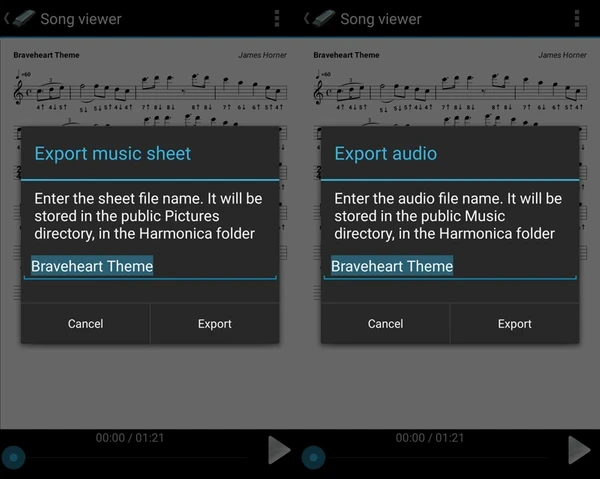 Song viewer
Braveheart Theme
James Horner
=60
Export music sheet
Enter the sheet file name. It will be
stored in the public Pictures
directory, in the Harmonica folder
Braveheart Theme
Cancel
Export
00:00 / 01:21
Song viewer
Braveheart Theme
James Horner
=60
Export audio
Enter the audio file name. It will be
stored in the public Music
directory, in the Harmonica folder
Braveheart Theme
Cancel
Export
00:00 / 01:21